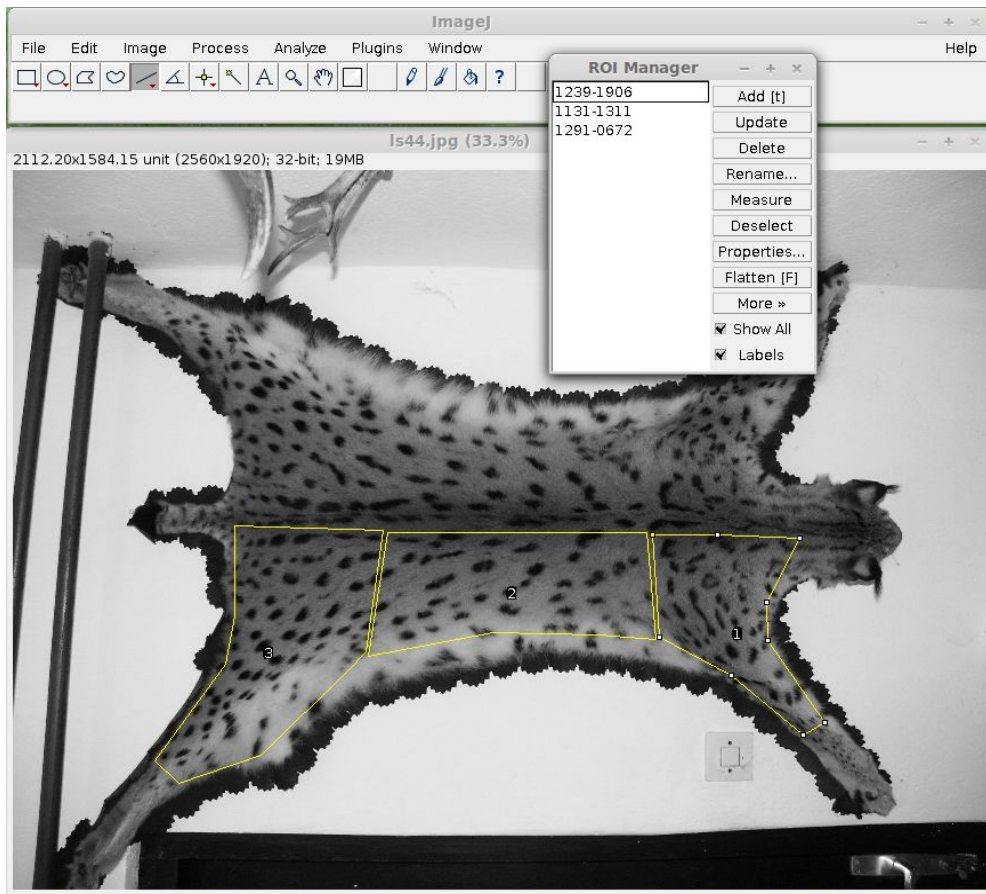 ImageJ
File Edit Image Process Analyze Plugins Window Help
A ?
ROI Manager
1239-1906
1131-1311
1291-0672
Add [t]
Update
Delete
Rename...
Measure
Deselect
Properties...
Flatten [F]
More »
Show All
Labels
ls44.jpg (33.3%)
2112.20x1584.15 unit (2560x1920); 32-bit; 19MB
2
1
3